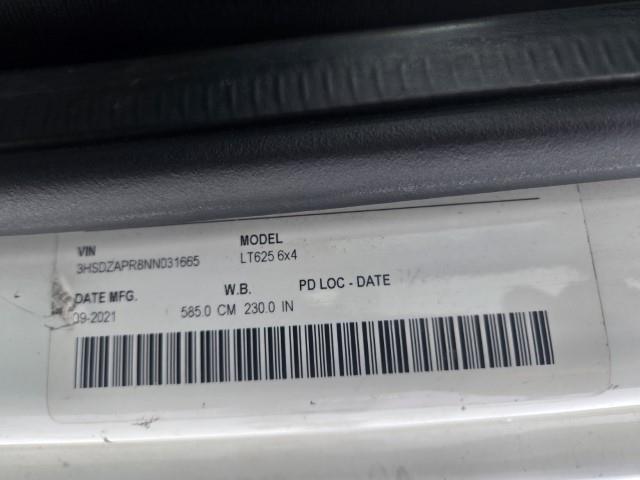 VIN MODEL
3HSDZAPR8NN031665 LT625 6x4
DATE MFG. W.B. PD LOC - DATE
09-2021 585.0 CM 230.0 IN